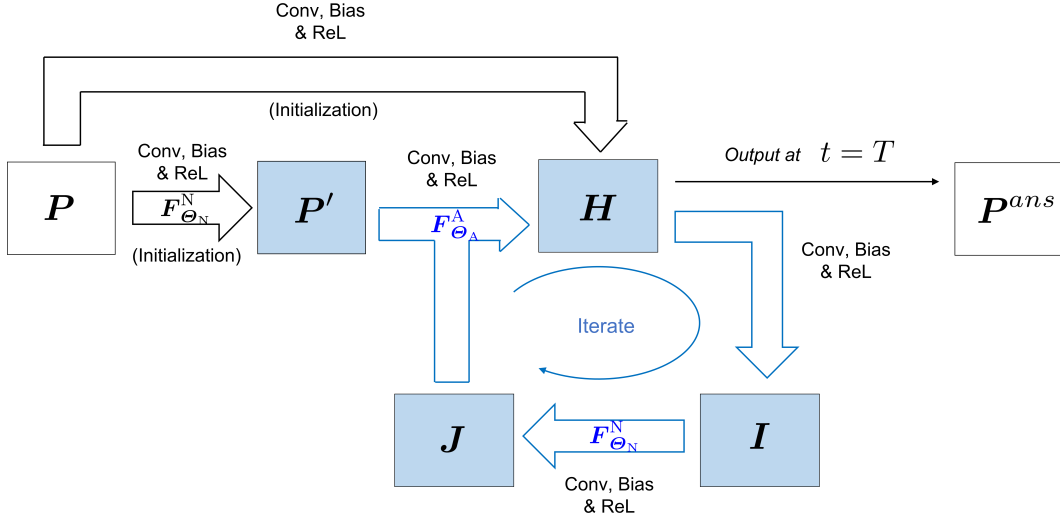 Conv, Bias
& ReL
(Initialization)
Conv, Bias
& ReL
Conv, Bias
& ReL
Output at t = T
P
F^N_{Θ_N}
P′
F^A_{Θ_A}
H
P^{ans}
(Initialization)
Conv, Bias
& ReL
Iterate
J
F^N_{Θ_N}
I
Conv, Bias
& ReL